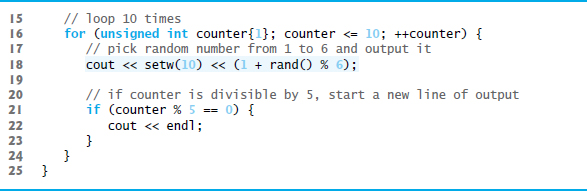 15 // loop 10 times
16 for (unsigned int counter{1}; counter <= 10; ++counter) {
17 // pick random number from 1 to 6 and output it
18 cout << setw(10) << (1 + rand() % 6);
19
20 // if counter is divisible by 5, start a new line of output
21 if (counter % 5 == 0) {
22 cout << endl;
23 }
24 }
25 }